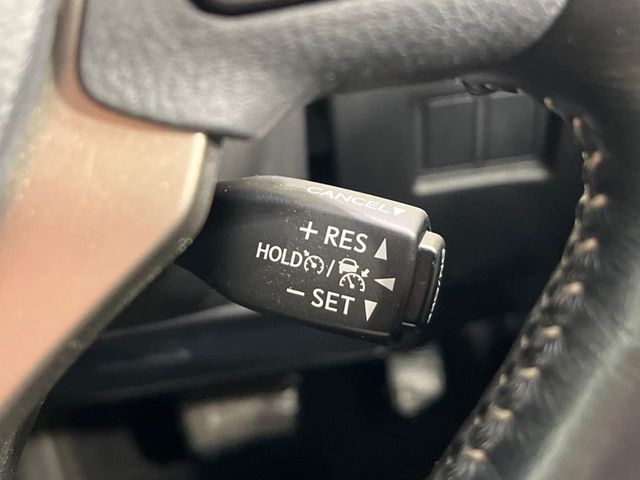 CANCEL▼
+ RES ▲
HOLD / ◀
− SET ▼